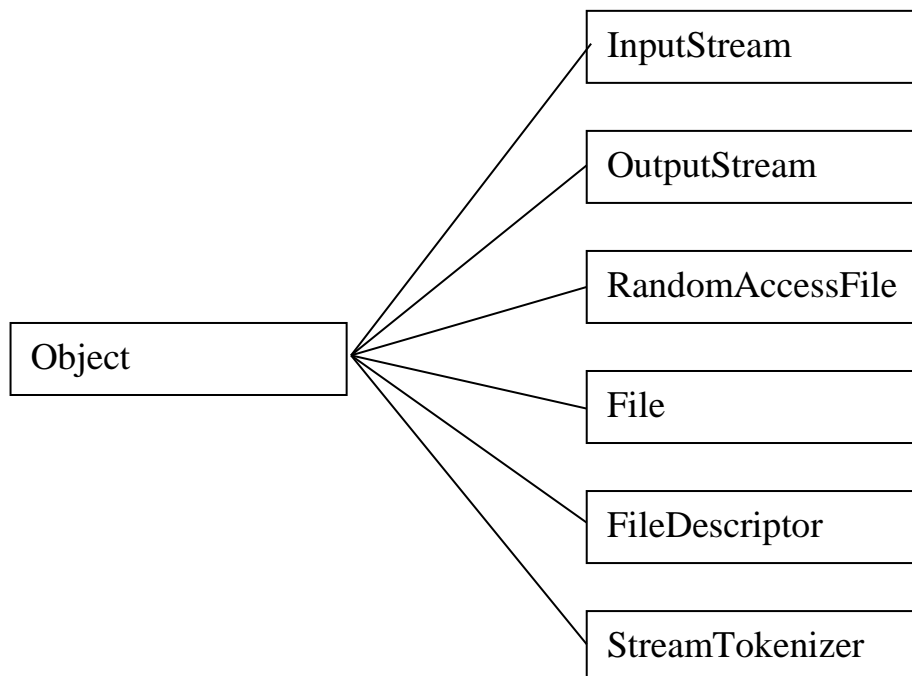 InputStream
OutputStream
RandomAccessFile
Object
File
FileDescriptor
StreamTokenizer